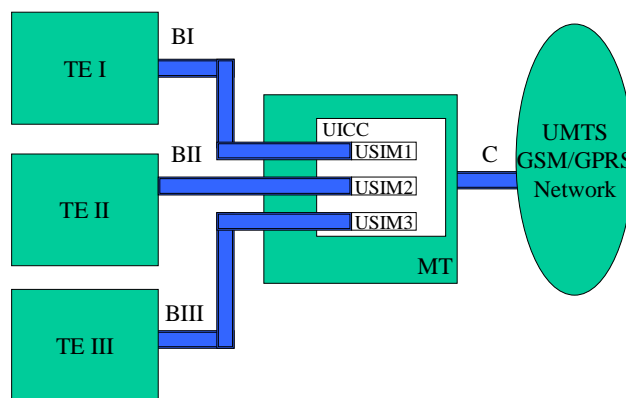 BI
TE I
UICC
USIM1
BII
TE II
USIM2
USIM3
MT
BIII
TE III
C
UMTS
GSM/GPRS
Network